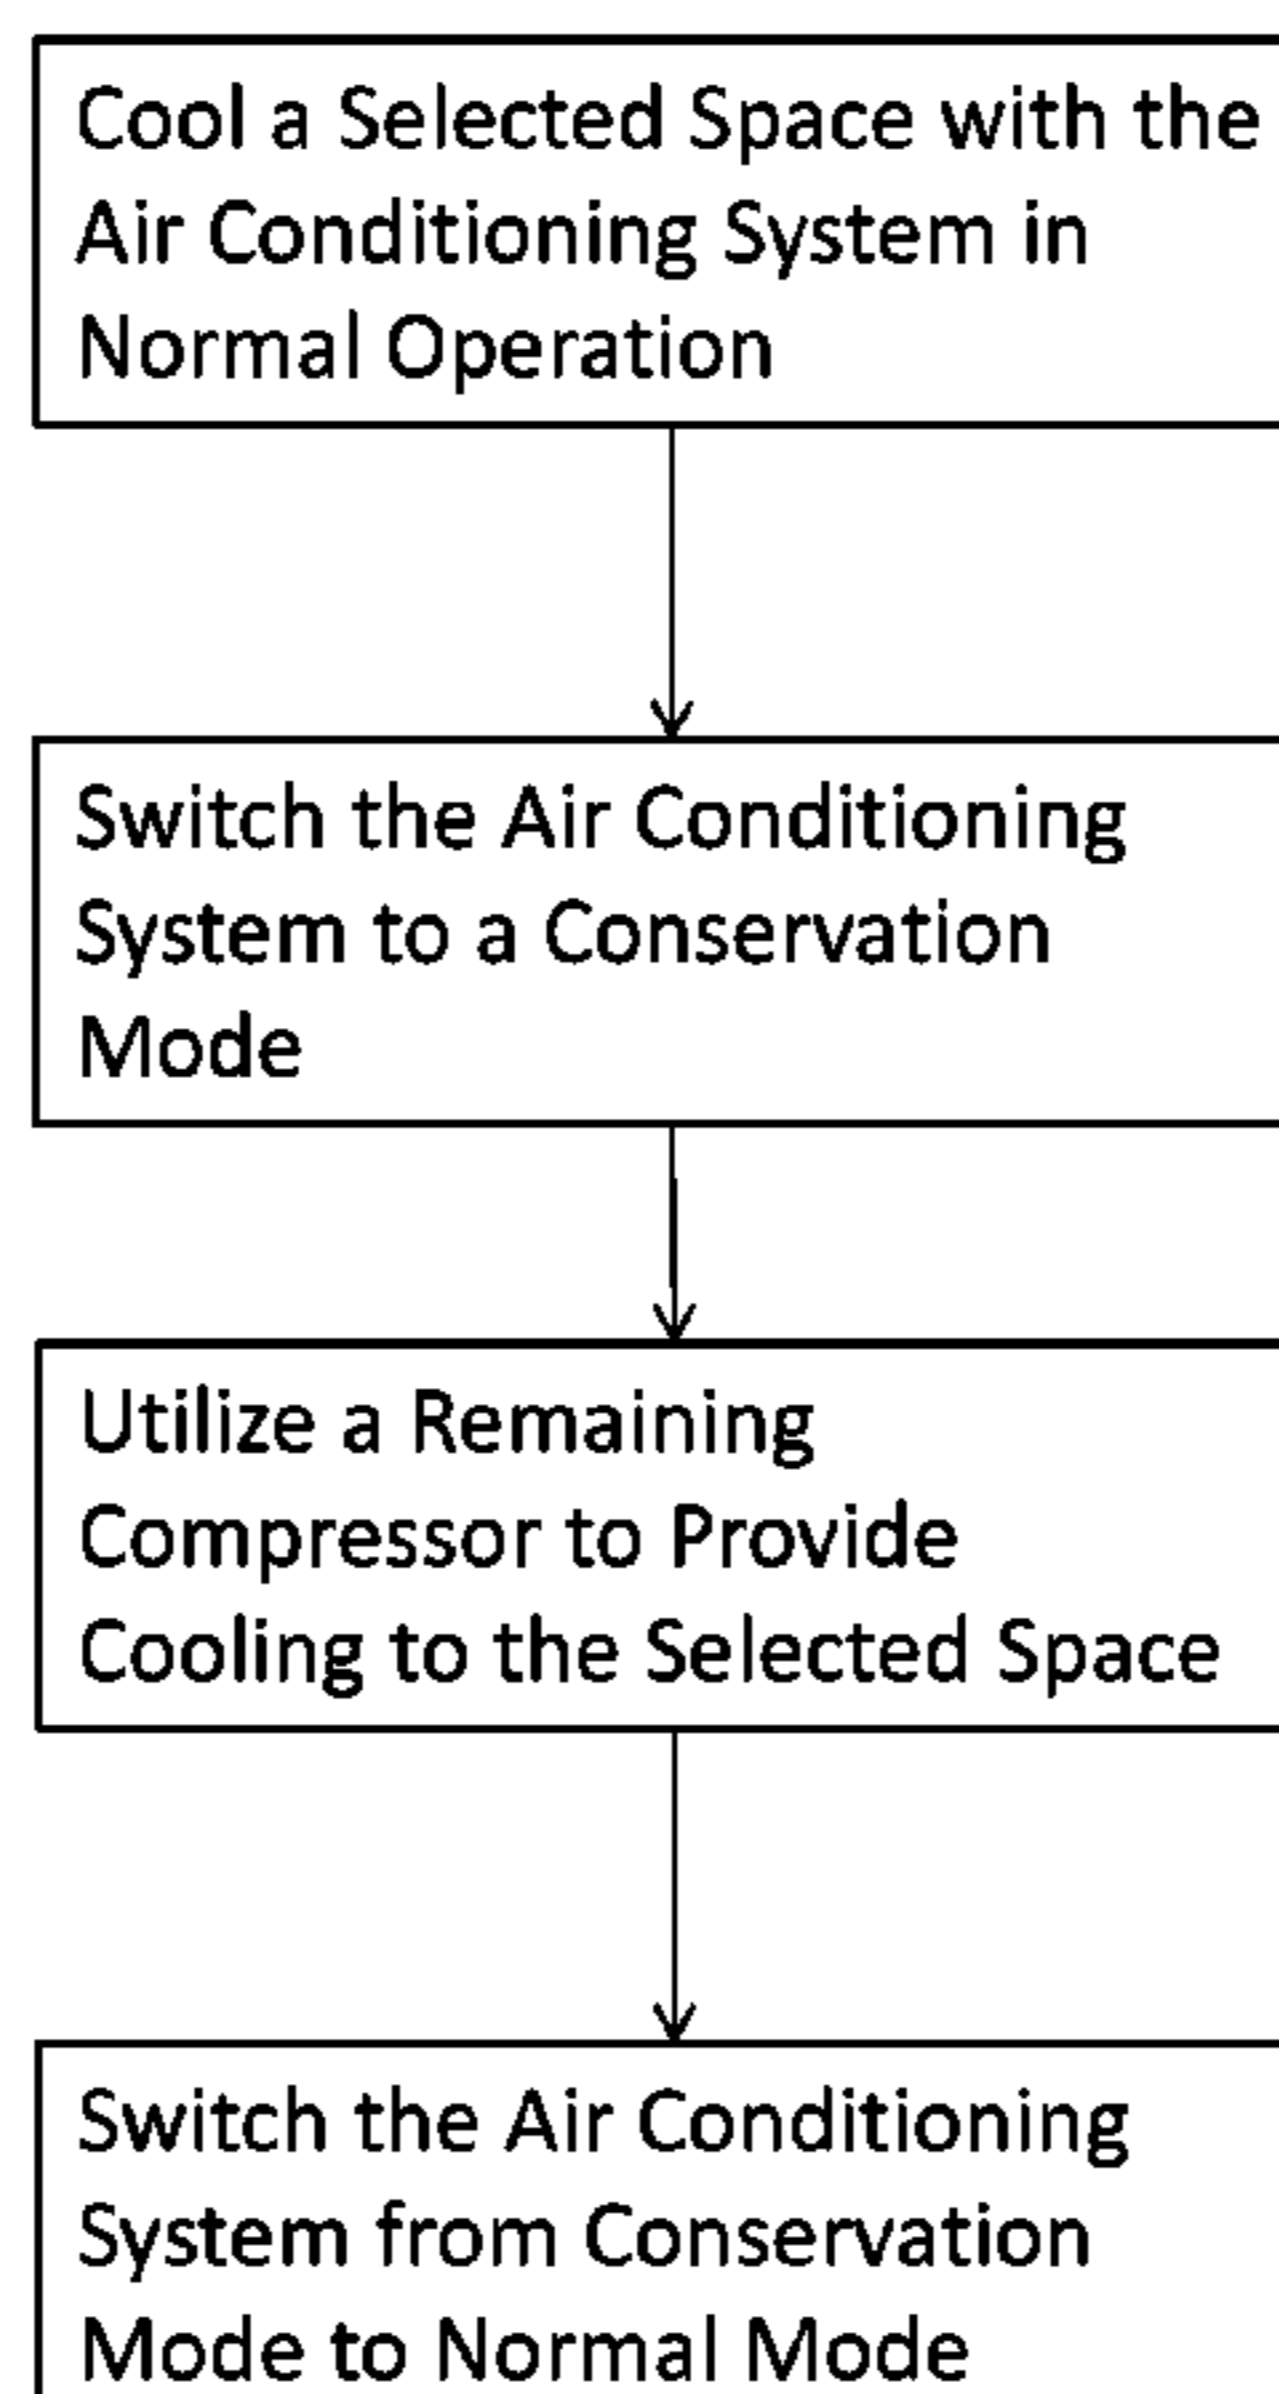 Cool a Selected Space with the
Air Conditioning System in
Normal Operation
Switch the Air Conditioning
System to a Conservation
Mode
Utilize a Remaining
Compressor to Provide
Cooling to the Selected Space
Switch the Air Conditioning
System from Conservation
Mode to Normal Mode